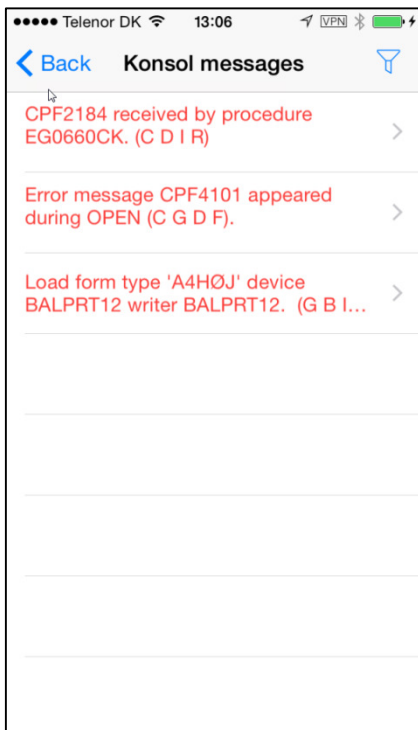 Telenor DK 13:06 VPN
Back Konsol messages
CPF2184 received by procedure
EG0660CK. (C D I R)
Error message CPF4101 appeared
during OPEN (C G D F).
Load form type 'A4HØJ' device
BALPRT12 writer BALPRT12.  (G B I...